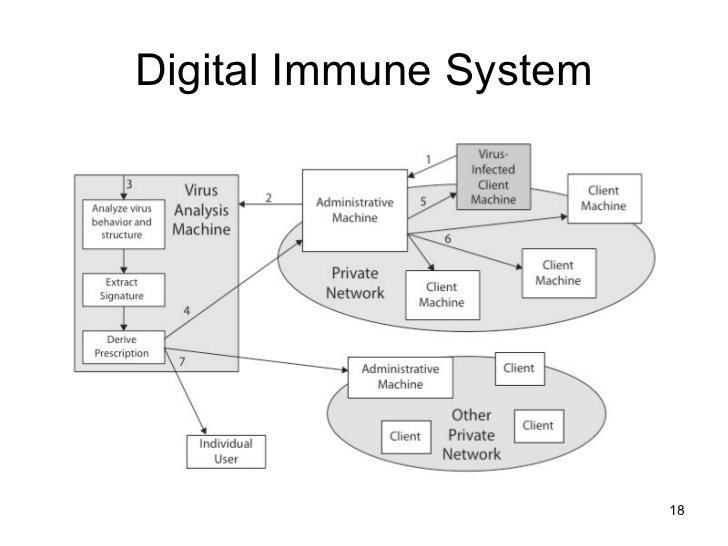 Digital Immune System
3
Virus
Analysis
Machine
Analyze virus
behavior and
structure
Extract
Signature
Derive
Prescription
2
4
7
Administrative
Machine
1
Virus-
Infected
Client
Machine
5
6
Client
Machine
Client
Machine
Client
Machine
Private
Network
Administrative
Machine
Client
Client
Client
Other
Private
Network
Individual
User
18